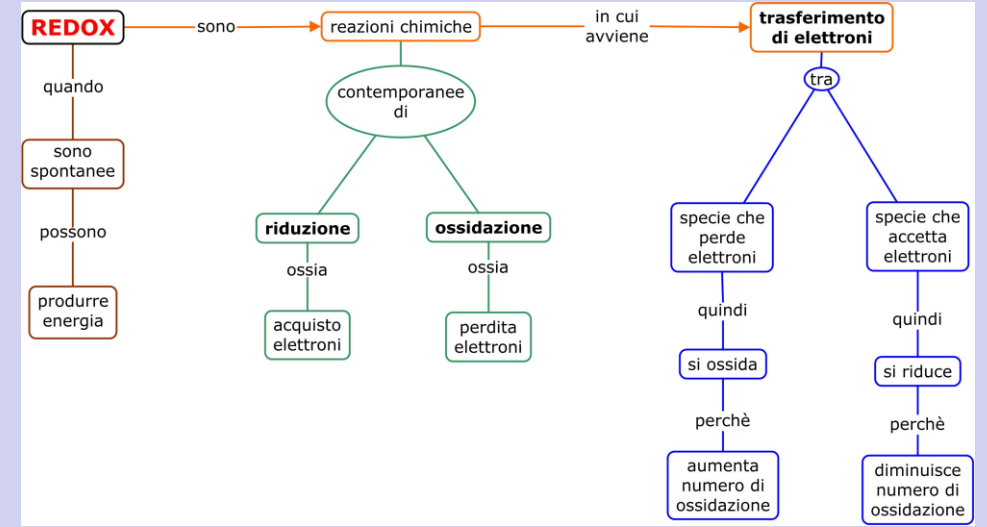 REDOX
sono
reazioni chimiche
in cui
avviene
trasferimento
di elettroni
quando
sono
spontanee
possono
produrre
energia
contemporanee
di
riduzione
ossia
acquisto
elettroni
ossidazione
ossia
perdita
elettroni
tra
specie che
perde
elettroni
quindi
si ossida
perchè
aumenta
numero di
ossidazione
specie che
accetta
elettroni
quindi
si riduce
perchè
diminuisce
numero di
ossidazione